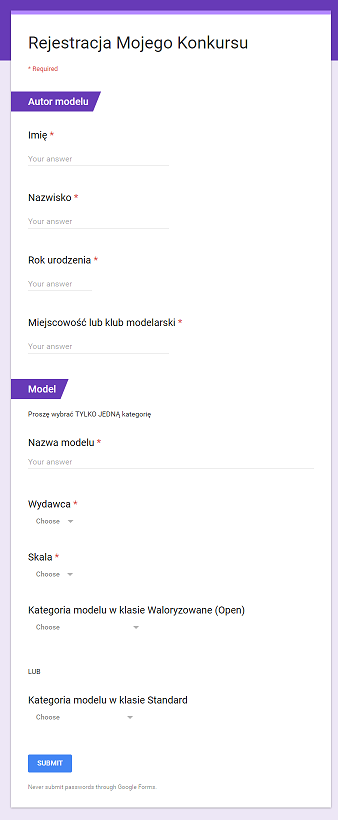 Rejestracja Mojego Konkursu
* Required
Autor modelu
Imię *
Your answer
Nazwisko *
Your answer
Rok urodzenia *
Your answer
Miejscowość lub klub modelarski *
Your answer
Model
Proszę wybrać TYLKO JEDNĄ kategorię
Nazwa modelu *
Your answer
Wydawca *
Choose
Skala *
Choose
Kategoria modelu w klasie Waloryzowane (Open)
Choose
LUB
Kategoria modelu w klasie Standard
Choose
SUBMIT
Never submit passwords through Google Forms.